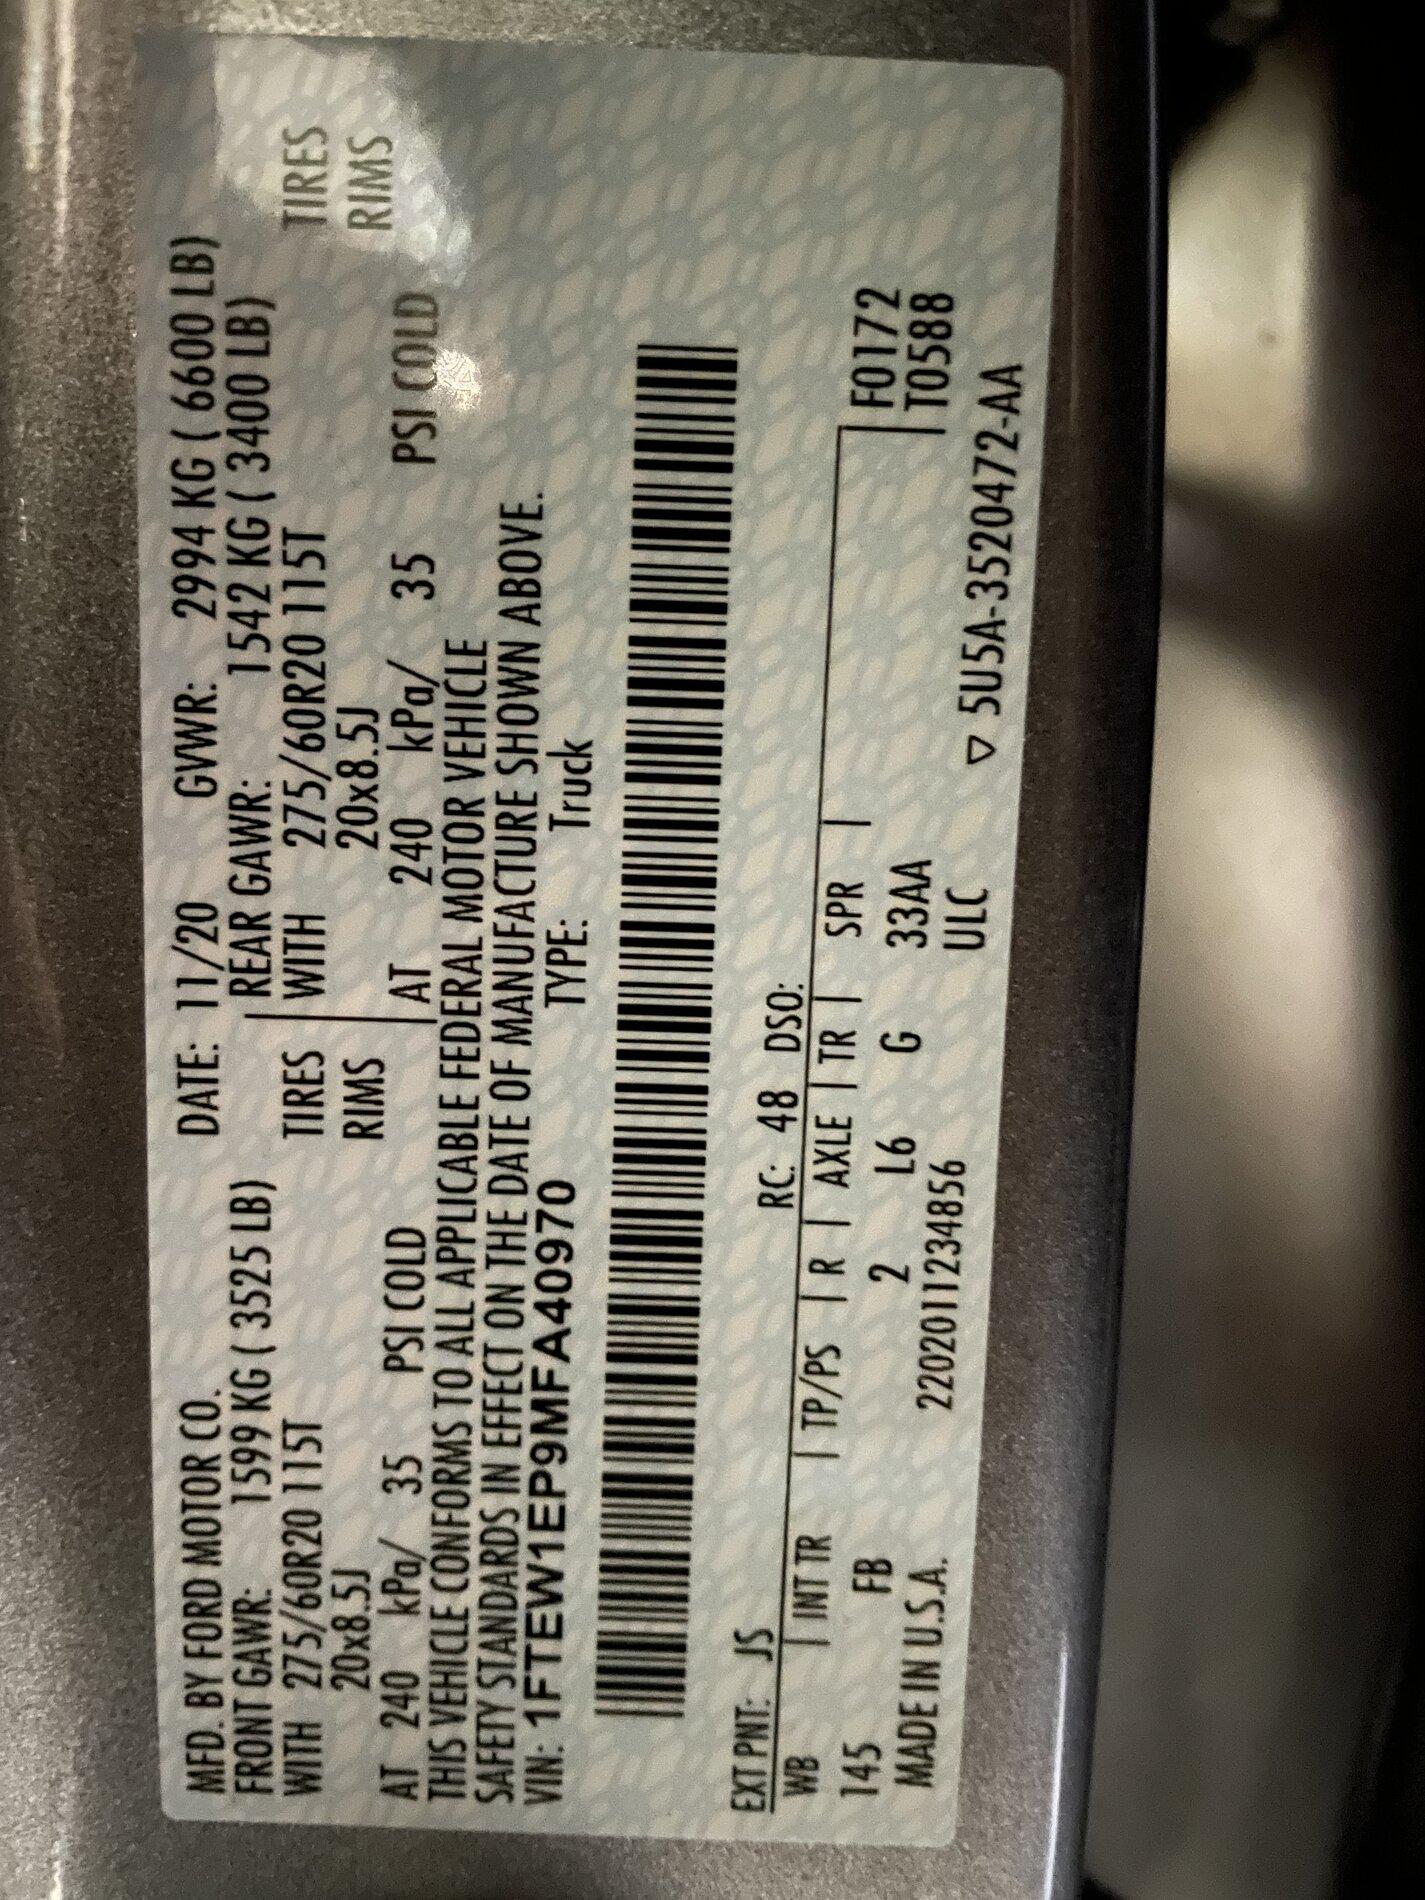 MFD. BY FORD MOTOR CO. DATE: 11/20 GVWR: 2994 KG ( 6600 LB)
FRONT GAWR: 1599 KG ( 3525 LB) REAR GAWR: 1542 KG ( 3400 LB)
WITH 275/60R20 115T TIRES WITH 275/60R20 115T TIRES
20x8.5J RIMS 20x8.5J RIMS
AT 240 kPa/ 35 PSI COLD AT 240 kPa/ 35 PSI COLD
THIS VEHICLE CONFORMS TO ALL APPLICABLE FEDERAL MOTOR VEHICLE
SAFETY STANDARDS IN EFFECT ON THE DATE OF MANUFACTURE SHOWN ABOVE.
VIN: 1FTEW1EP9MFA40970 TYPE: Truck
EXT PNT: JS RC: 48 DSO:
WB | INT TR | TP/PS | R | AXLE | TR | SPR | F0172
145 FB 2 L6 G 33AA T0588
MADE IN U.S.A. 2202011234856 ULC
▽ 5U5A-3520472-AA